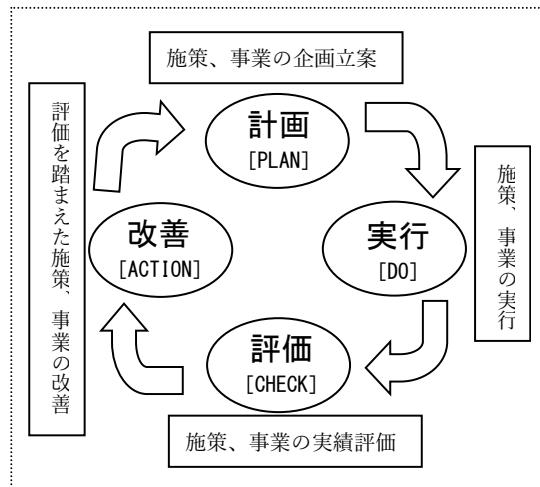 施策、事業の企画立案
計画
[PLAN]
施策、事業の実行
実行
[DO]
評価
[CHECK]
施策、事業の実績評価
改善
[ACTION]
評価を踏まえた施策、事業の改善